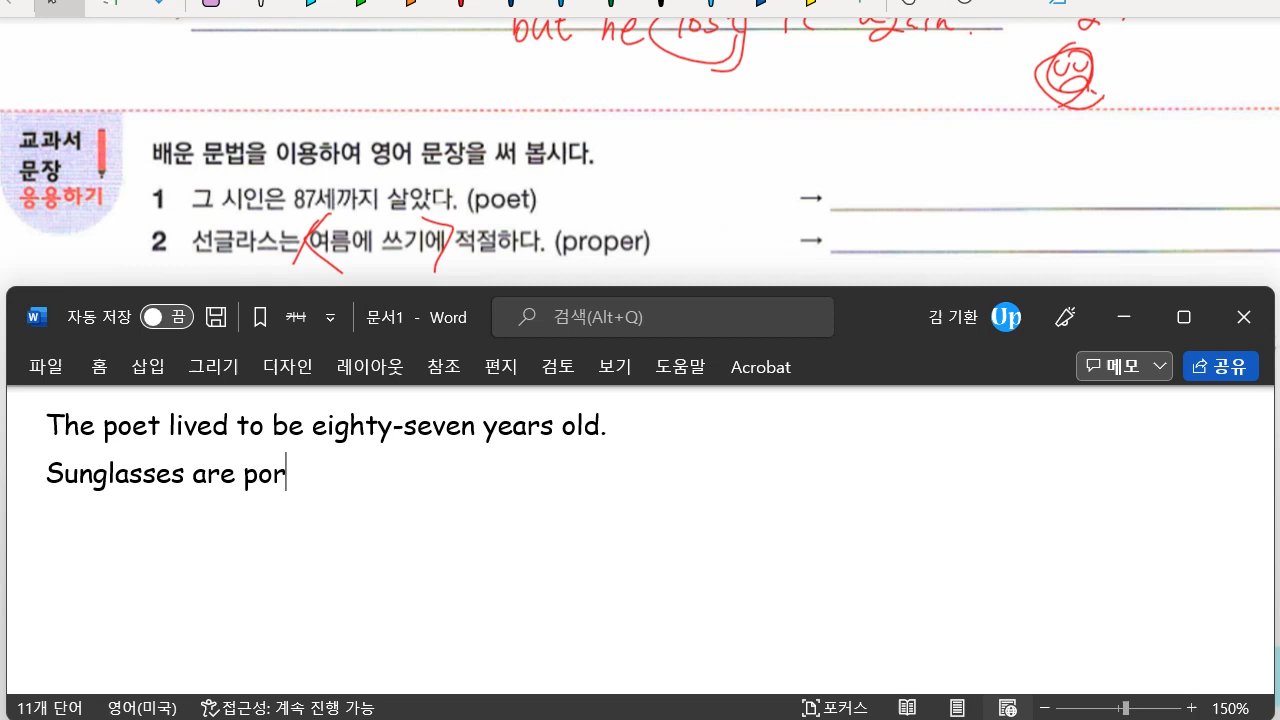 but he losy it again.
교과서
문장
응용하기
배운 문법을 이용하여 영어 문장을 써 봅시다.
1 그 시인은 87세까지 살았다. (poet) →
2 선글라스는 여름에 쓰기에 적절하다. (proper) →
자동 저장 끔 가나 문서1 - Word 검색(Alt+Q) 김 기환 Up
파일 홈 삽입 그리기 디자인 레이아웃 참조 편지 검토 보기 도움말 Acrobat 메모 공유
The poet lived to be eighty-seven years old.
Sunglasses are por
11개 단어 영어(미국) 접근성: 계속 진행 가능 포커스 150%